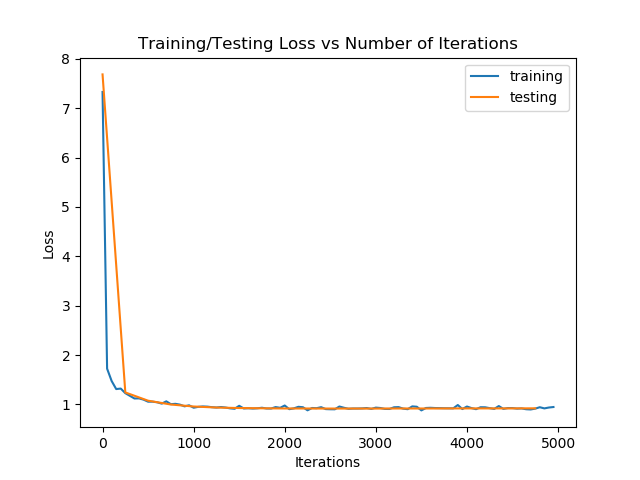 Training/Testing Loss vs Number of Iterations
training
testing
8
7
6
5
4
3
2
1
Loss
0 1000 2000 3000 4000 5000
Iterations